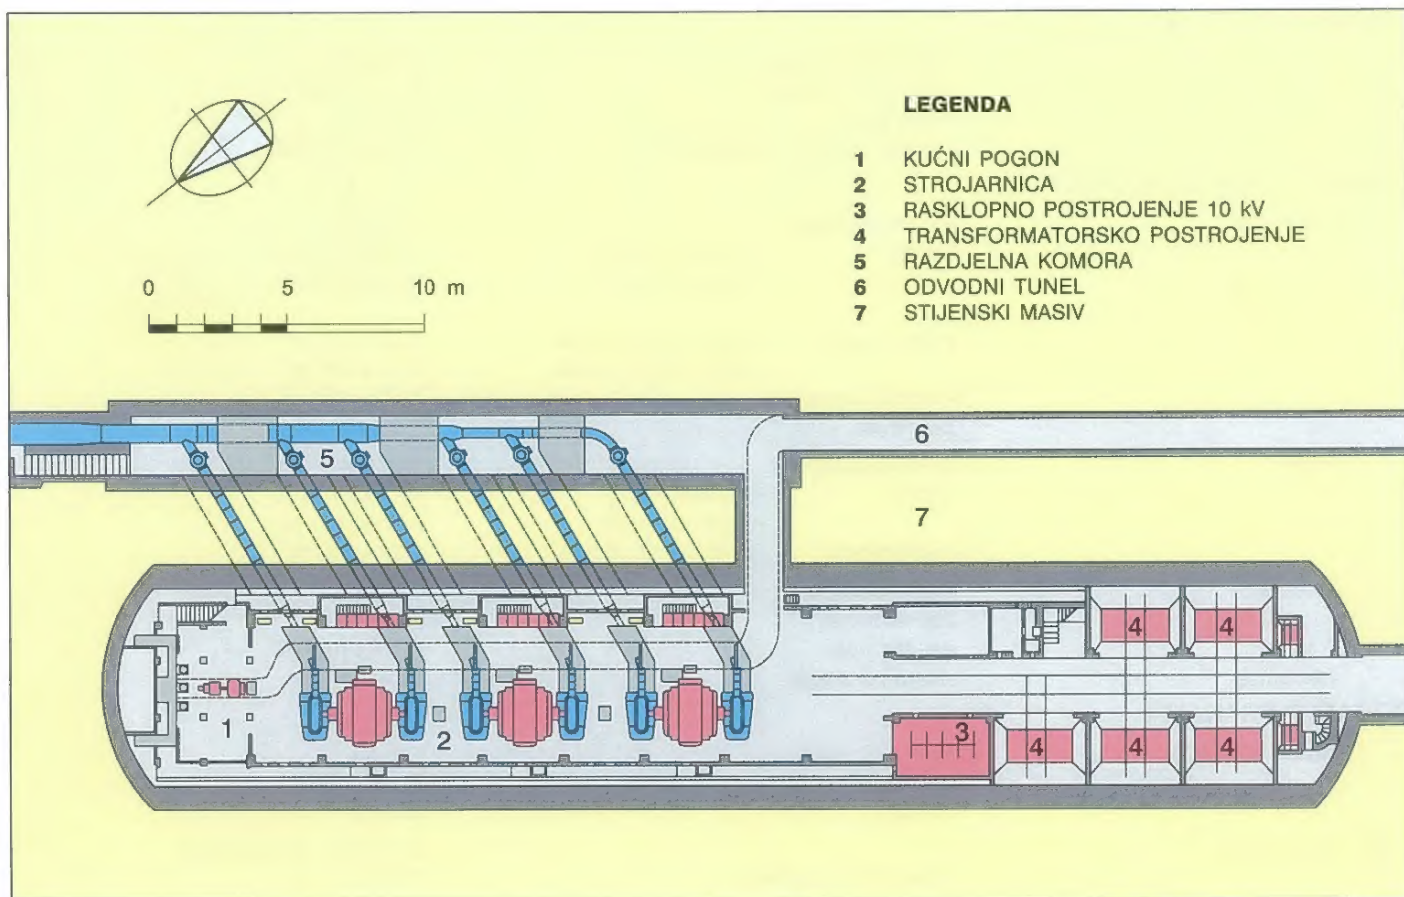 LEGENDA
1 KUĆNI POGON
2 STROJARNICA
3 RASKLOPNO POSTROJENJE 10 kV
4 TRANSFORMATORSKO POSTROJENJE
5 RAZDJELNA KOMORA
6 ODVODNI TUNEL
7 STIJENSKI MASIV
0 5 10 m
6
5
7
4 4
1
2
3
4 4 4